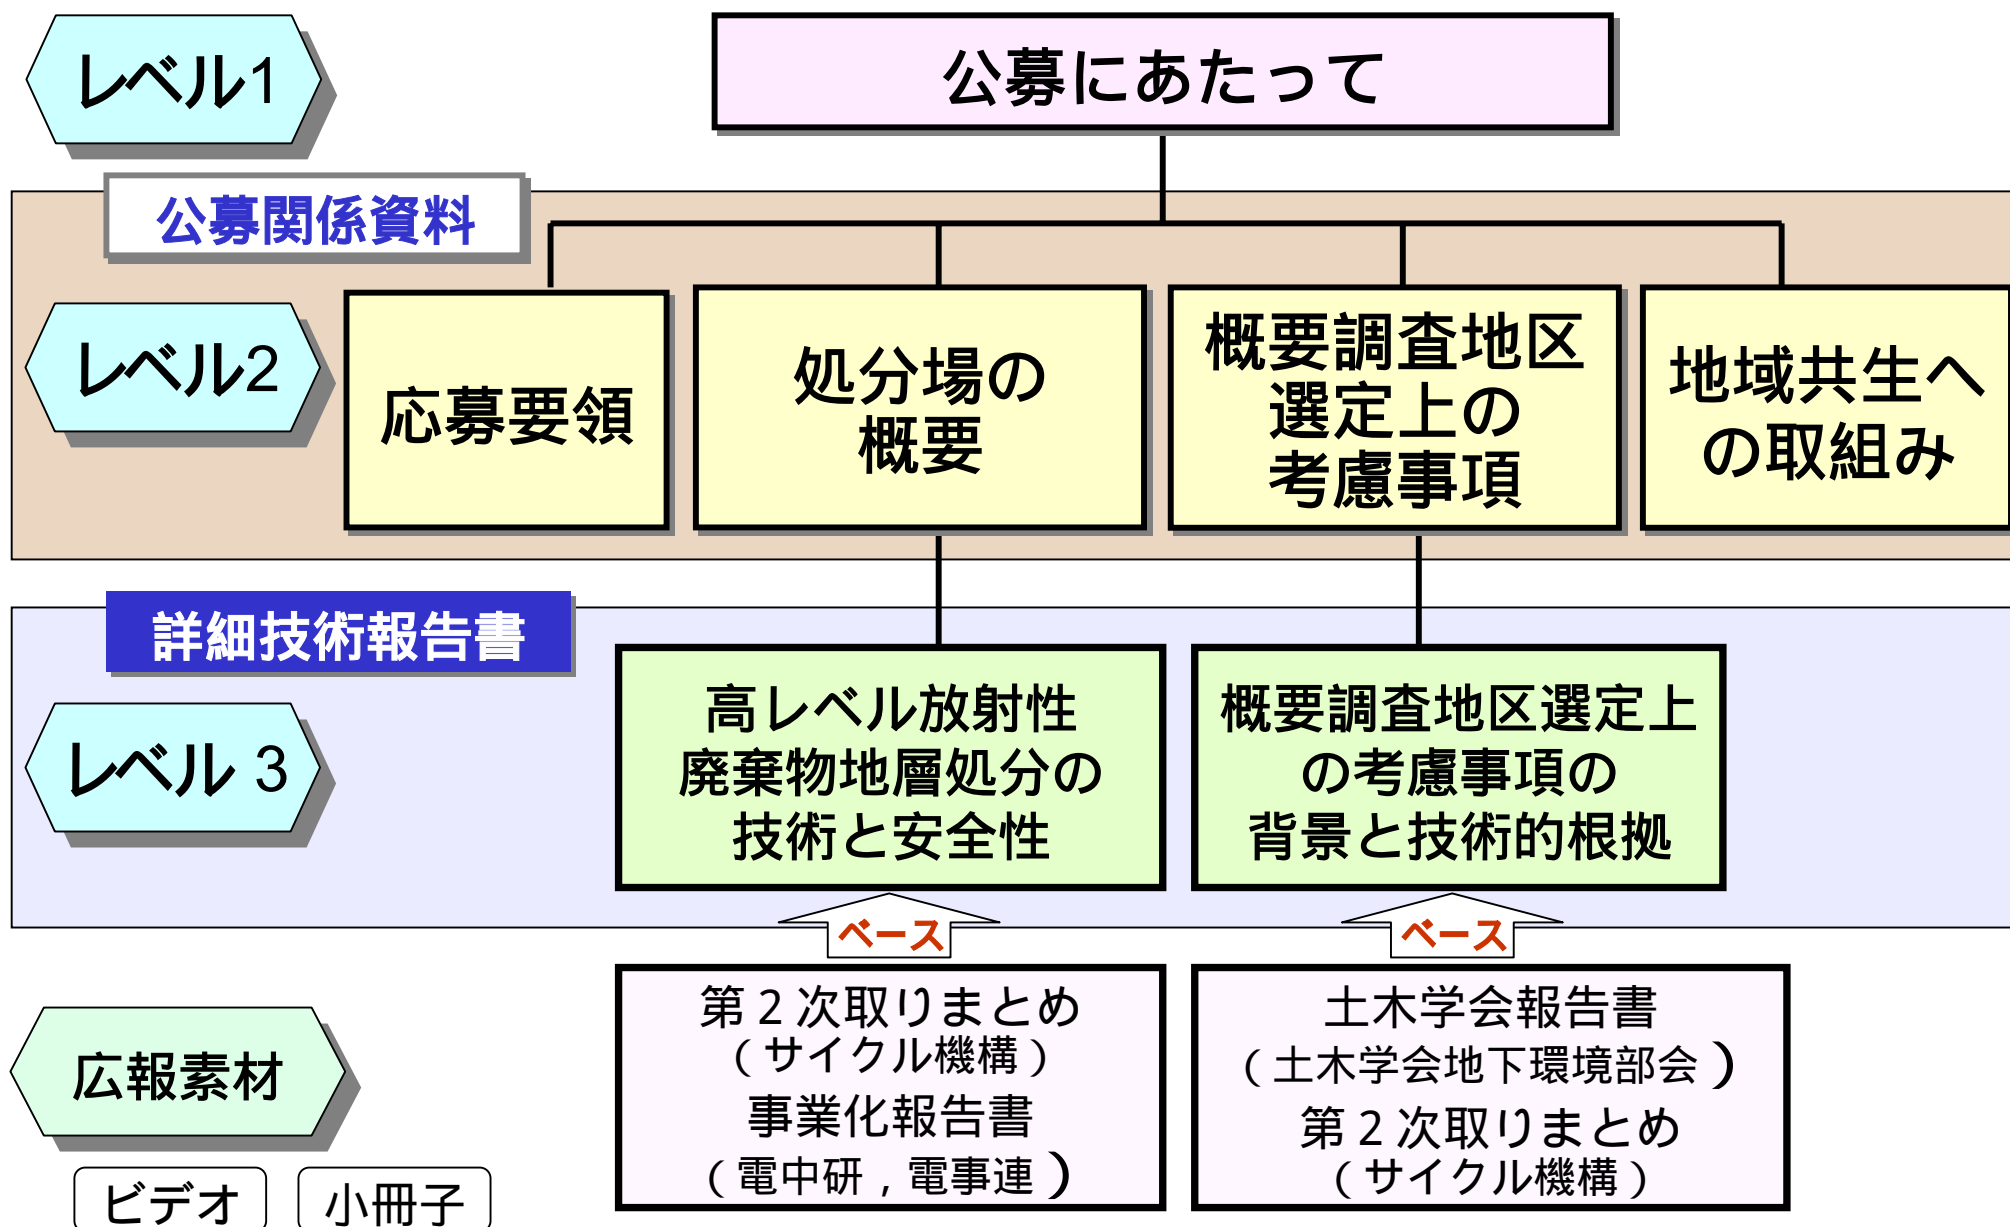 レベル1
公募にあたって
公募関係資料
レベル2
応募要領
処分場の
概要
概要調査地区
選定上の
考慮事項
地域共生へ
の取組み
詳細技術報告書
レベル 3
高レベル放射性
廃棄物地層処分の
技術と安全性
概要調査地区選定上
の考慮事項の
背景と技術的根拠
ベース
ベース
広報素材
第2次取りまとめ
(サイクル機構)
事業化報告書
(電中研,電事連)
土木学会報告書
(土木学会地下環境部会)
第2次取りまとめ
(サイクル機構)
ビデオ
小冊子